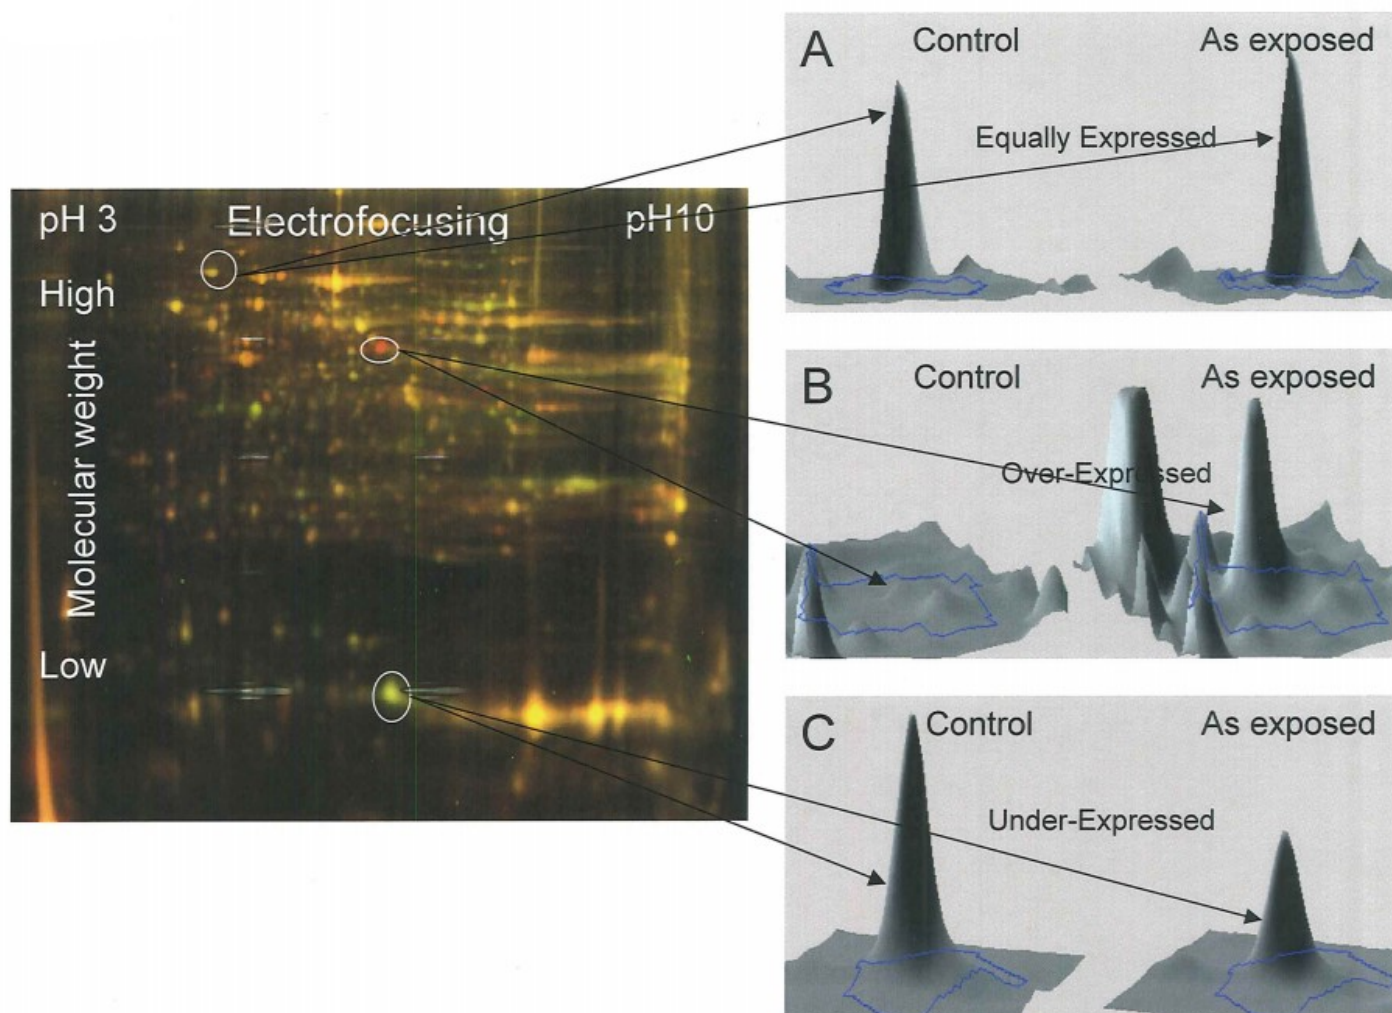 pH 3 Electrofocusing pH10
High
Molecular weight
Low
A Control As exposed
Equally Expressed
B Control As exposed
Over-Expressed
C Control As exposed
Under-Expressed